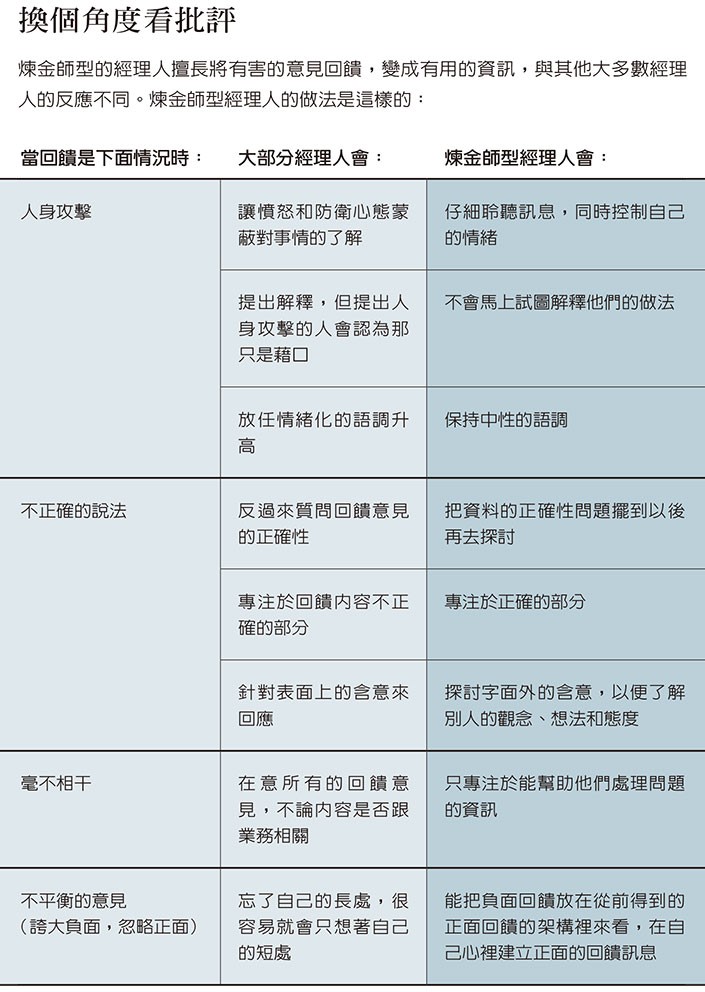 換個角度看批評
煉金師型的經理人擅長將有害的意見回饋，變成有用的資訊，與其他大多數經理
人的反應不同。煉金師型經理人的做法是這樣的：
當回饋是下面情況時：
大部分經理人會：
煉金師型經理人會：
人身攻擊
讓憤怒和防衛心態蒙
蔽對事情的了解
仔細聆聽訊息，同時控制自己
的情緒
提出解釋，但提出人
身攻擊的人會認為那
只是藉口
不會馬上試圖解釋他們的做法
放任情緒化的語調升
高
保持中性的語調
不正確的說法
反過來質問回饋意見
的正確性
把資料的正確性問題擺到以後
再去探討
專注於回饋內容不正
確的部分
專注於正確的部分
針對表面上的含意來
回應
探討字面外的含意，以便了解
別人的觀念、想法和態度
毫不相干
在意所有的回饋意
見，不論內容是否跟
業務相關
只專注於能幫助他們處理問題
的資訊
不平衡的意見
（誇大負面，忽略正面）
忘了自己的長處，很
容易就會只想著自己
的短處
能把負面回饋放在從前得到的
正面回饋的架構裡來看，在自
己心裡建立正面的回饋訊息